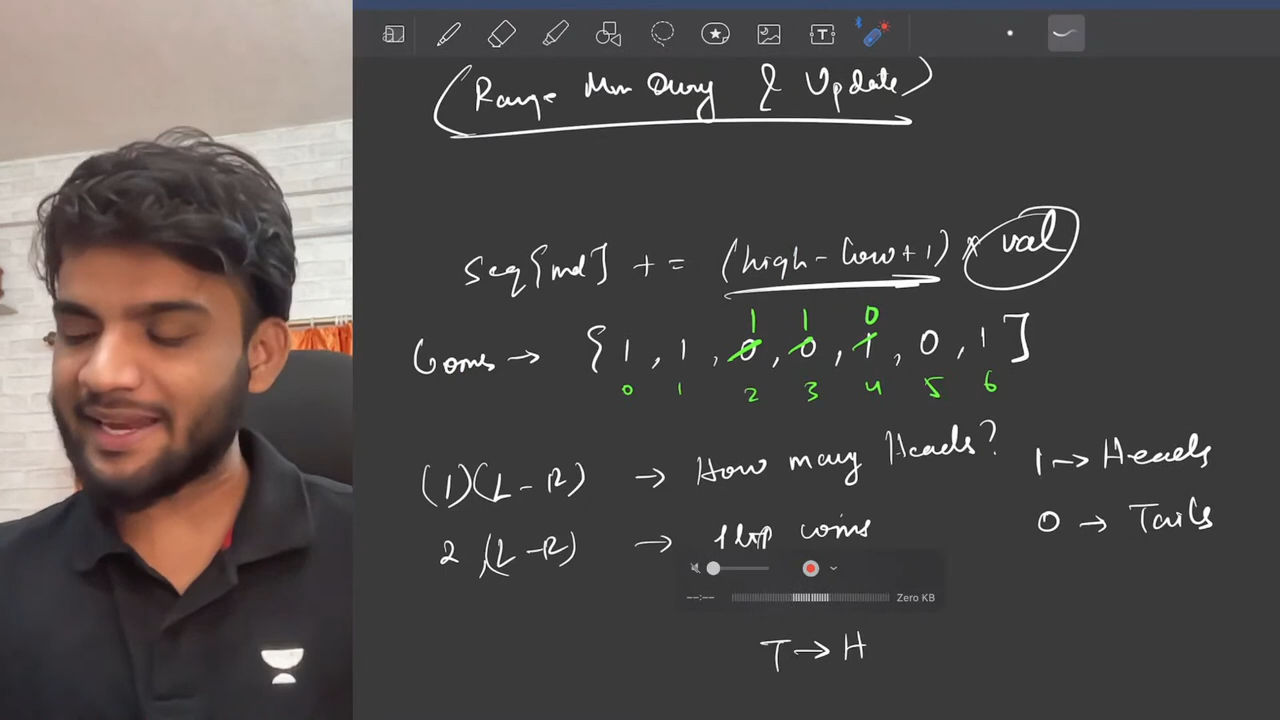 (Range Min Query & Update)
seg[ind] += (high - low + 1) × val
1 1 0
Coins → {1, 1, 0, 0, 1, 0, 1]
0 1 2 3 4 5 6
(1) (L - R) → How many Heads?
1 → Heads
2 (L - R) → flip coins
0 → Tails
--:-- Zero KB
T → H